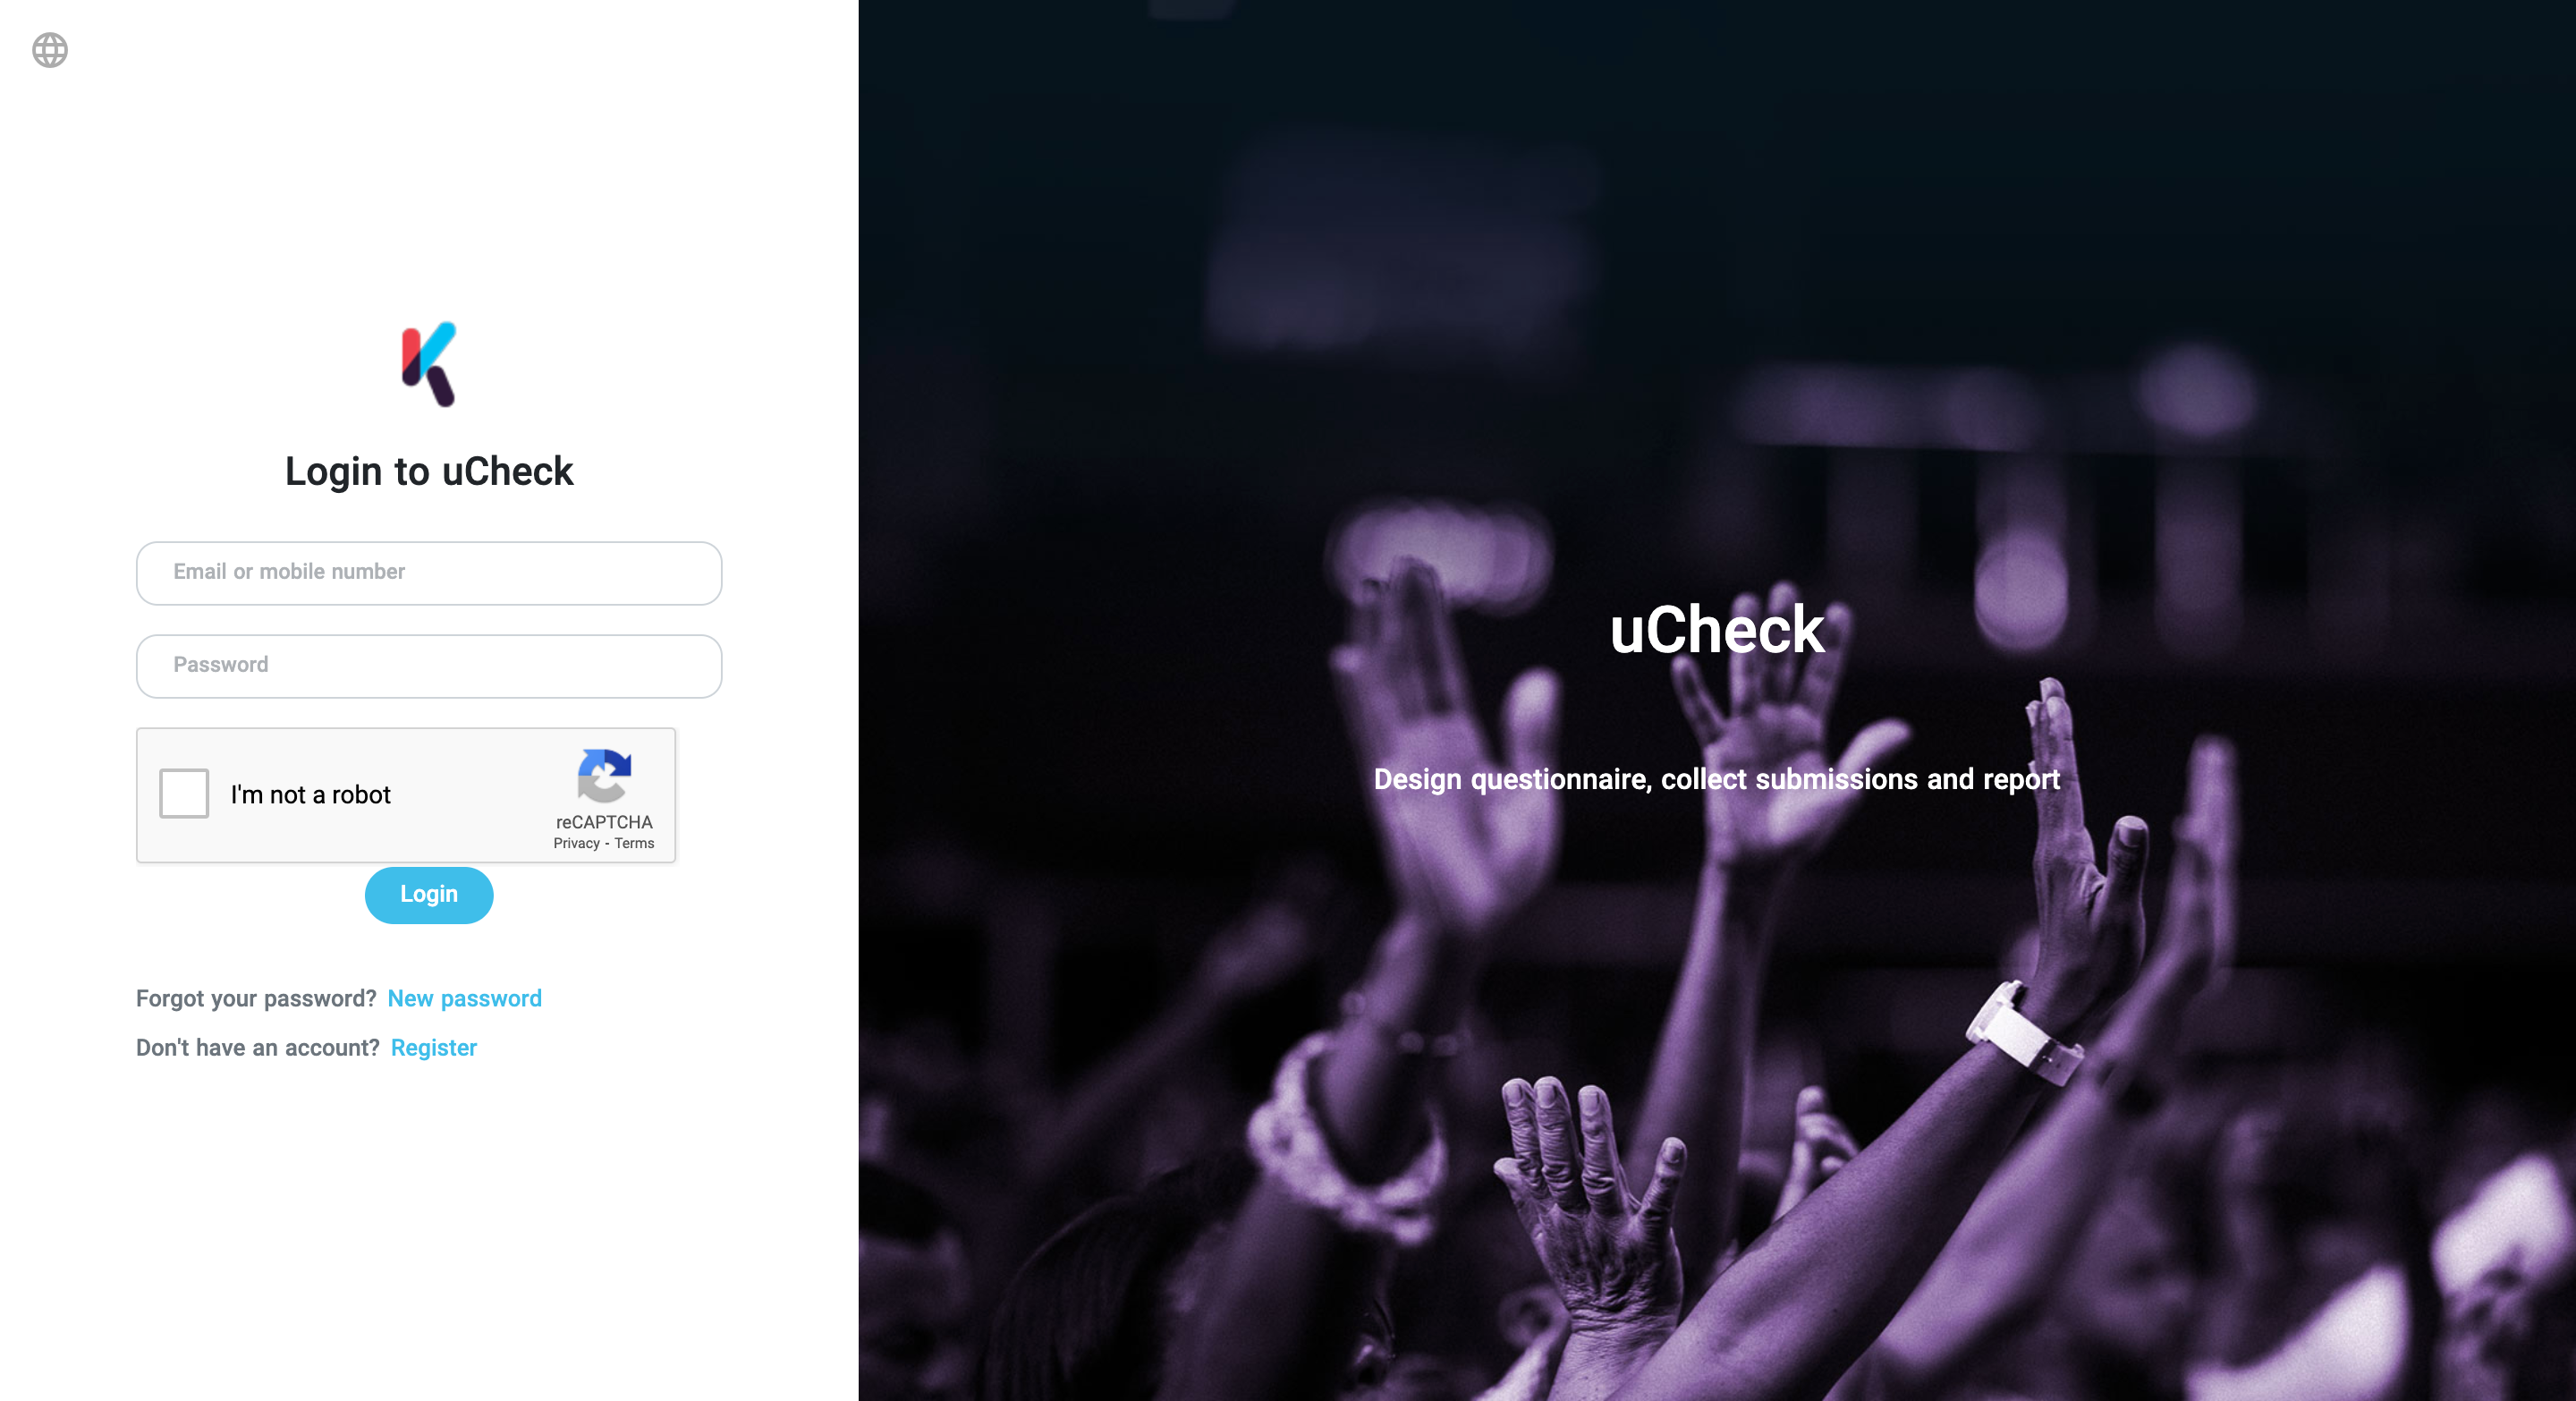 Login to uCheck
Email or mobile number
Password
I'm not a robot
reCAPTCHA
Privacy - Terms
Login
Forgot your password? New password
Don't have an account? Register
uCheck
Design questionnaire, collect submissions and report